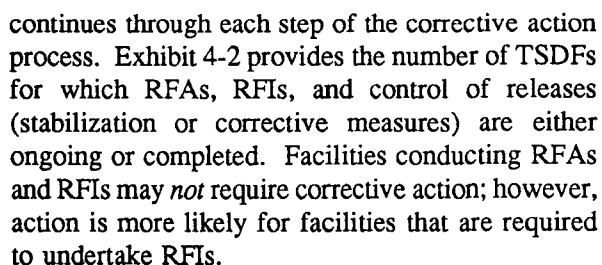 continues through each step of the corrective action
process. Exhibit 4-2 provides the number of TSDFs
for which RFAs, RFIs, and control of releases
(stabilization or corrective measures) are either
ongoing or completed. Facilities conducting RFAs
and RFIs may not require corrective action; however,
action is more likely for facilities that are required
to undertake RFIs.